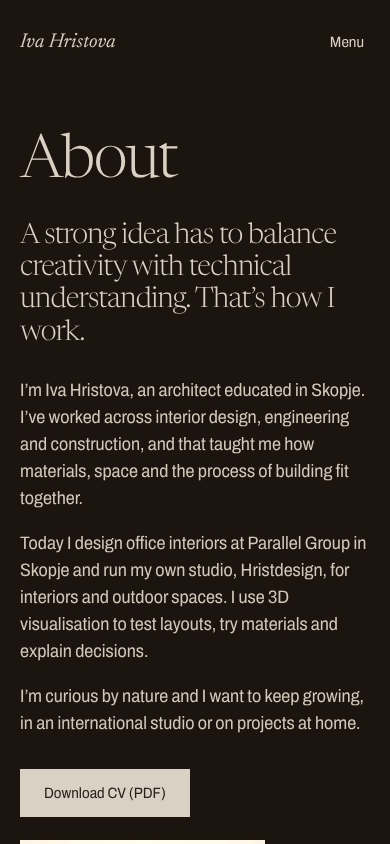 Iva Hristova
Menu
About
A strong idea has to balance
creativity with technical
understanding. That’s how I
work.
I’m Iva Hristova, an architect educated in Skopje.
I’ve worked across interior design, engineering
and construction, and that taught me how
materials, space and the process of building fit
together.
Today I design office interiors at Parallel Group in
Skopje and run my own studio, Hristdesign, for
interiors and outdoor spaces. I use 3D
visualisation to test layouts, try materials and
explain decisions.
I’m curious by nature and I want to keep growing,
in an international studio or on projects at home.
Download CV (PDF)